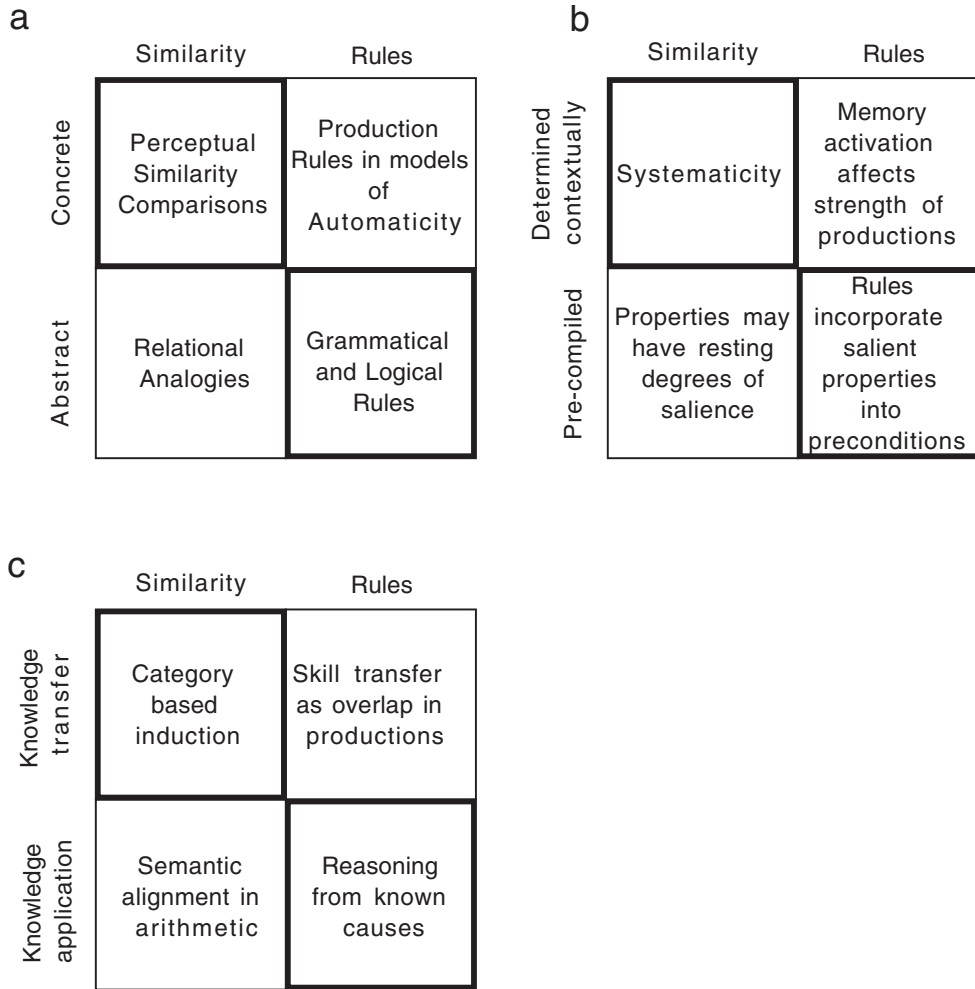 a
Similarity
Rules
Concrete
Perceptual
Similarity
Comparisons
Production
Rules in models
of
Automaticity
Abstract
Relational
Analogies
Grammatical
and Logical
Rules
b
Similarity
Rules
Determined
contextually
Systematicity
Memory
activation
affects
strength of
productions
Pre-compiled
Properties may
have resting
degrees of
salience
Rules
incorporate
salient
properties
into
preconditions
c
Similarity
Rules
Knowledge
transfer
Category
based
induction
Skill transfer
as overlap in
productions
Knowledge
application
Semantic
alignment in
arithmetic
Reasoning
from known
causes